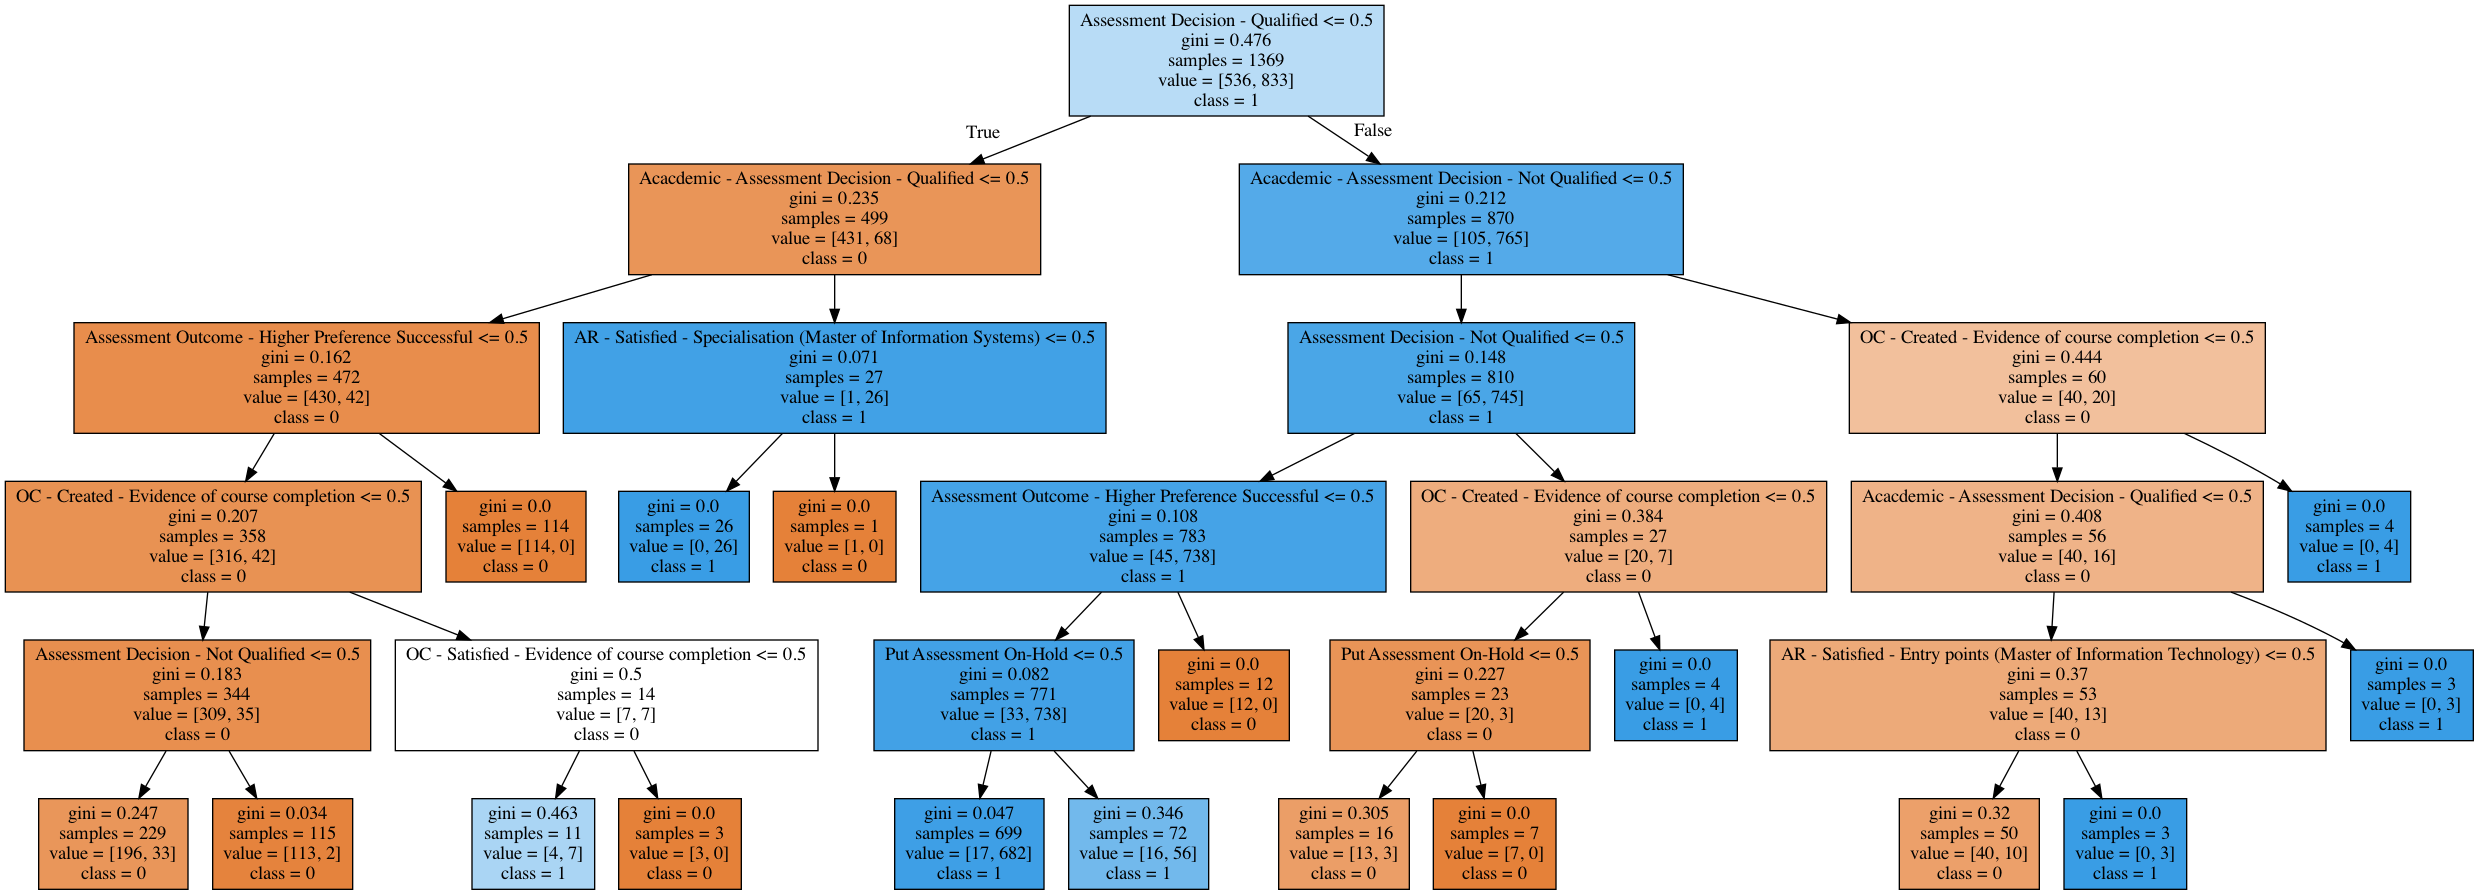 Assessment Decision - Qualified <= 0.5
gini = 0.476
samples = 1369
value = [536, 833]
class = 1
True
False
Acacdemic - Assessment Decision - Qualified <= 0.5
gini = 0.235
samples = 499
value = [431, 68]
class = 0
Acacdemic - Assessment Decision - Not Qualified <= 0.5
gini = 0.212
samples = 870
value = [105, 765]
class = 1
Assessment Outcome - Higher Preference Successful <= 0.5
gini = 0.162
samples = 472
value = [430, 42]
class = 0
AR - Satisfied - Specialisation (Master of Information Systems) <= 0.5
gini = 0.071
samples = 27
value = [1, 26]
class = 1
Assessment Decision - Not Qualified <= 0.5
gini = 0.148
samples = 810
value = [65, 745]
class = 1
OC - Created - Evidence of course completion <= 0.5
gini = 0.444
samples = 60
value = [40, 20]
class = 0
OC - Created - Evidence of course completion <= 0.5
gini = 0.207
samples = 358
value = [316, 42]
class = 0
gini = 0.0
samples = 114
value = [114, 0]
class = 0
gini = 0.0
samples = 26
value = [0, 26]
class = 1
gini = 0.0
samples = 1
value = [1, 0]
class = 0
Assessment Outcome - Higher Preference Successful <= 0.5
gini = 0.108
samples = 783
value = [45, 738]
class = 1
OC - Created - Evidence of course completion <= 0.5
gini = 0.384
samples = 27
value = [20, 7]
class = 0
Acacdemic - Assessment Decision - Qualified <= 0.5
gini = 0.408
samples = 56
value = [40, 16]
class = 0
gini = 0.0
samples = 4
value = [0, 4]
class = 1
Assessment Decision - Not Qualified <= 0.5
gini = 0.183
samples = 344
value = [309, 35]
class = 0
OC - Satisfied - Evidence of course completion <= 0.5
gini = 0.5
samples = 14
value = [7, 7]
class = 0
Put Assessment On-Hold <= 0.5
gini = 0.082
samples = 771
value = [33, 738]
class = 1
gini = 0.0
samples = 12
value = [12, 0]
class = 0
Put Assessment On-Hold <= 0.5
gini = 0.227
samples = 23
value = [20, 3]
class = 0
gini = 0.0
samples = 4
value = [0, 4]
class = 1
AR - Satisfied - Entry points (Master of Information Technology) <= 0.5
gini = 0.37
samples = 53
value = [40, 13]
class = 0
gini = 0.0
samples = 3
value = [0, 3]
class = 1
gini = 0.247
samples = 229
value = [196, 33]
class = 0
gini = 0.034
samples = 115
value = [113, 2]
class = 0
gini = 0.463
samples = 11
value = [4, 7]
class = 1
gini = 0.0
samples = 3
value = [3, 0]
class = 0
gini = 0.047
samples = 699
value = [17, 682]
class = 1
gini = 0.346
samples = 72
value = [16, 56]
class = 1
gini = 0.305
samples = 16
value = [13, 3]
class = 0
gini = 0.0
samples = 7
value = [7, 0]
class = 0
gini = 0.32
samples = 50
value = [40, 10]
class = 0
gini = 0.0
samples = 3
value = [0, 3]
class = 1